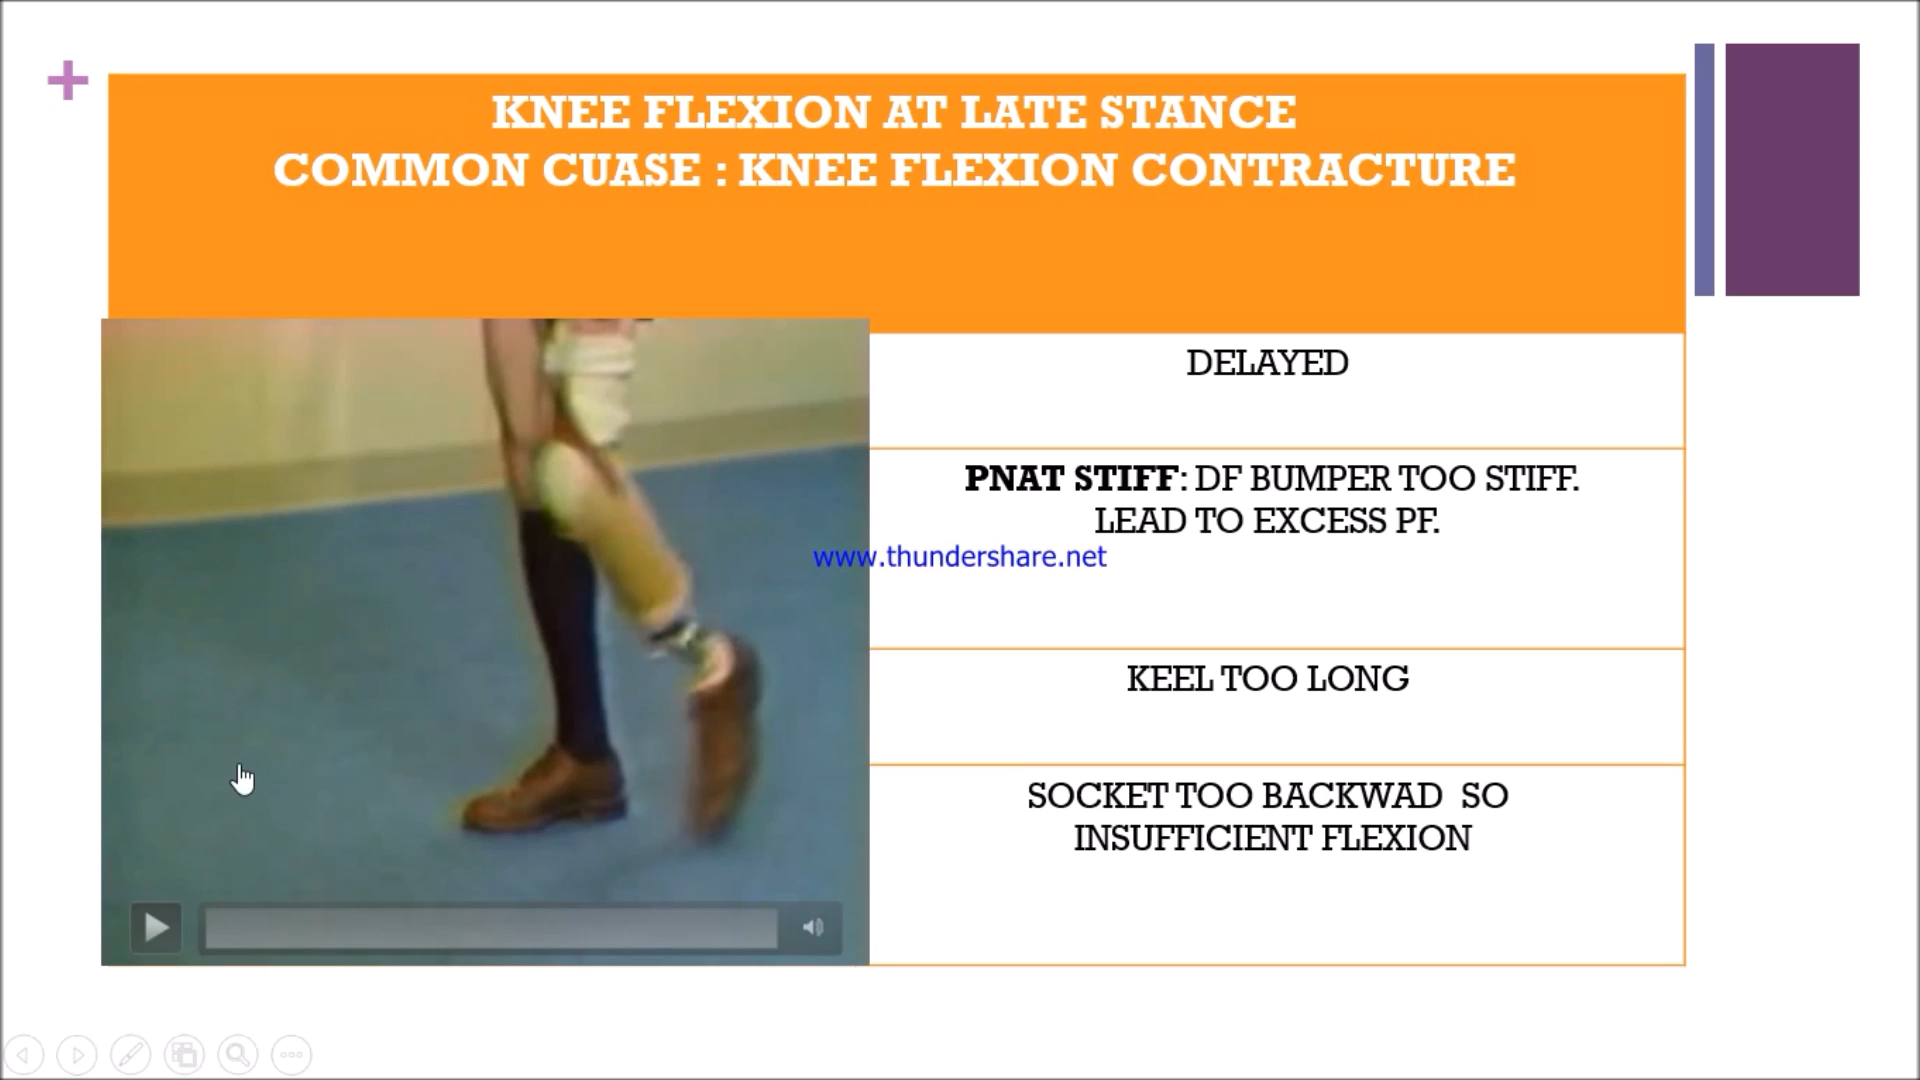 KNEE FLEXION AT LATE STANCE
COMMON CUASE : KNEE FLEXION CONTRACTURE
DELAYED
PNAT STIFF: DF BUMPER TOO STIFF.
LEAD TO EXCESS PF.
www.thundershare.net
KEEL TOO LONG
SOCKET TOO BACKWAD SO
INSUFFICIENT FLEXION